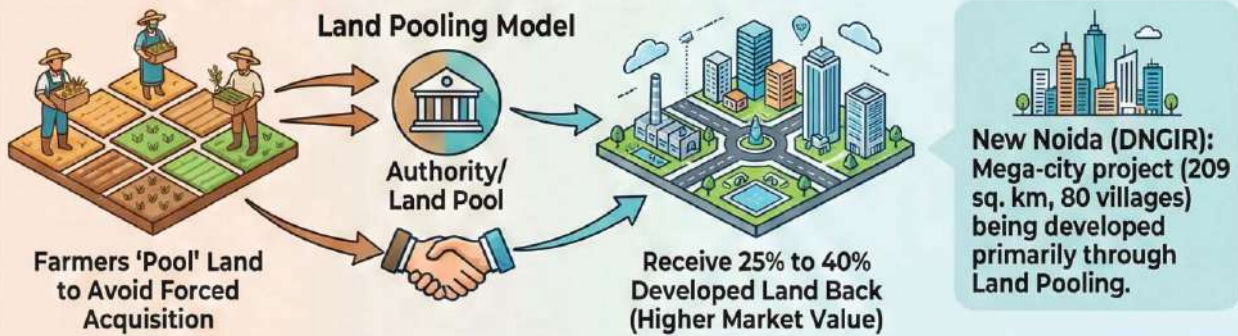 Land Pooling Model
Farmers ‘Pool’ Land
to Avoid Forced
Acquisition
Authority/
Land Pool
Receive 25% to 40%
Developed Land Back
(Higher Market Value)
New Noida (DNGIR):
Mega-city project (209
sq. km, 80 villages)
being developed
primarily through
Land Pooling.